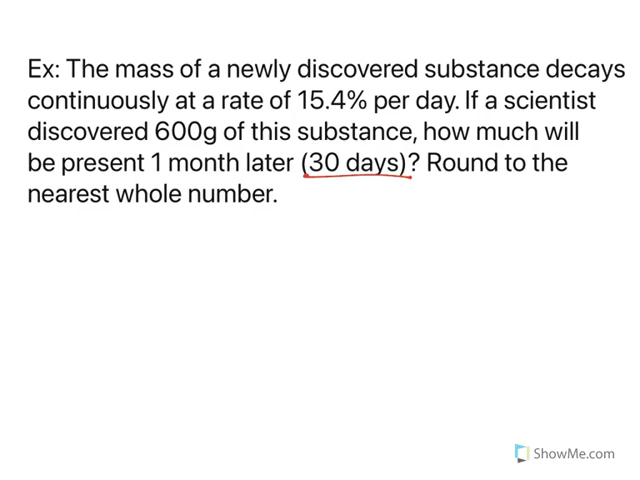 Ex: The mass of a newly discovered substance decays
continuously at a rate of 15.4% per day. If a scientist
discovered 600g of this substance, how much will
be present 1 month later (30 days)? Round to the
nearest whole number.
ShowMe.com